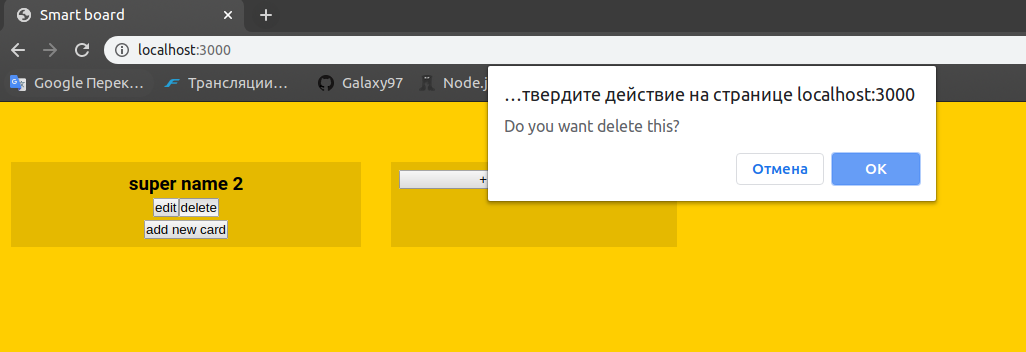 Smart board
localhost:3000
Google Перек…
Трансляции…
Galaxy97
Node.j
…твердите действие на странице localhost:3000
Do you want delete this?
Отмена
OK
super name 2
edit
delete
add new card
+